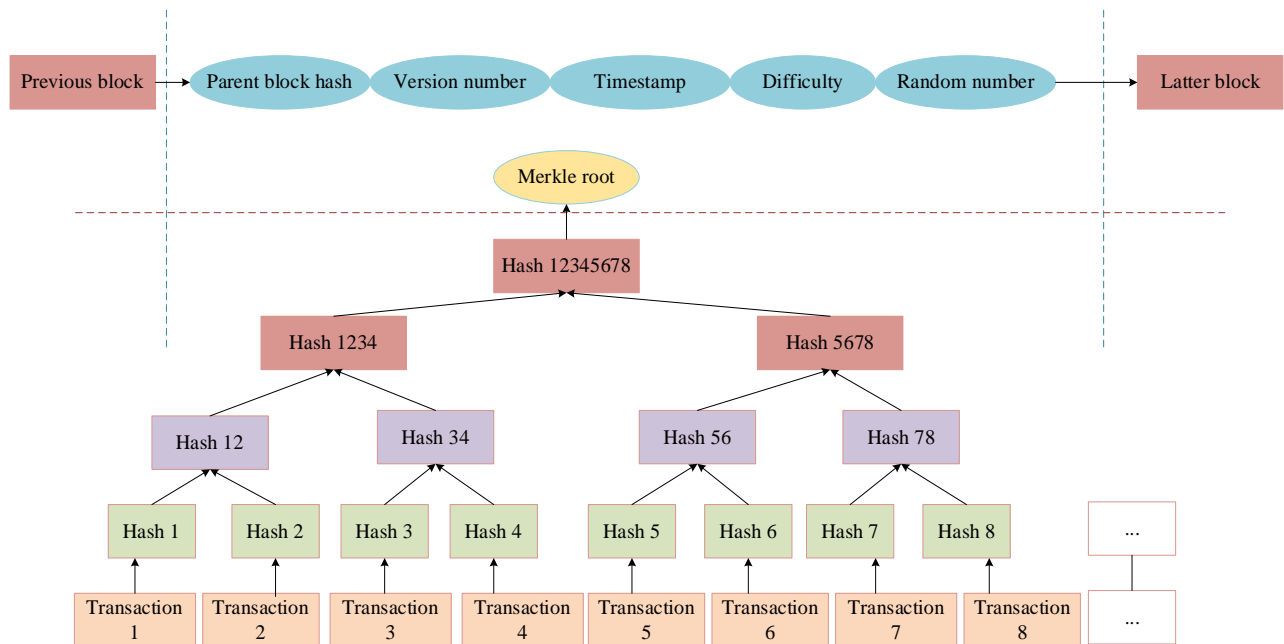 Previous block
Parent block hash
Version number
Timestamp
Difficulty
Random number
Latter block
Merkle root
Hash 12345678
Hash 1234
Hash 5678
Hash 12
Hash 34
Hash 56
Hash 78
Hash 1
Hash 2
Hash 3
Hash 4
Hash 5
Hash 6
Hash 7
Hash 8
...
Transaction
1
Transaction
2
Transaction
3
Transaction
4
Transaction
5
Transaction
6
Transaction
7
Transaction
8
...